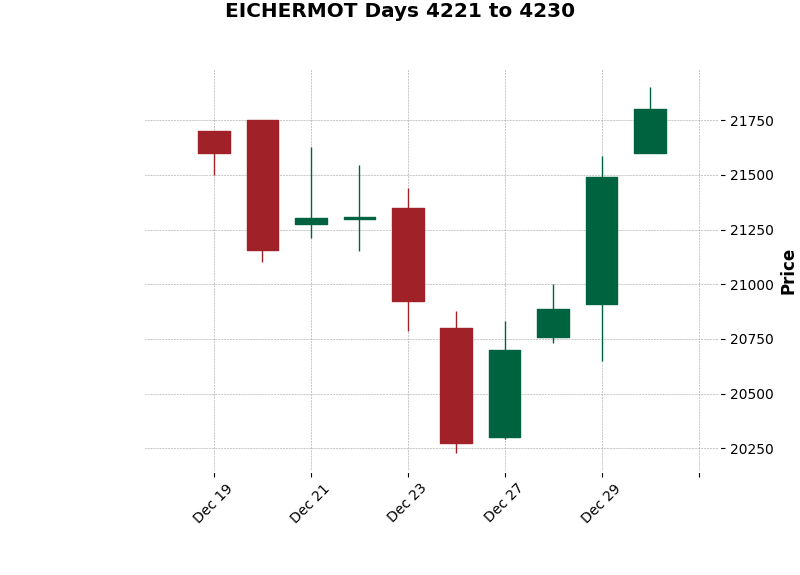 EICHERMOT Days 4221 to 4230
21750
21500
21250
21000
20750
20500
20250
Price
Dec 19
Dec 21
Dec 23
Dec 27
Dec 29